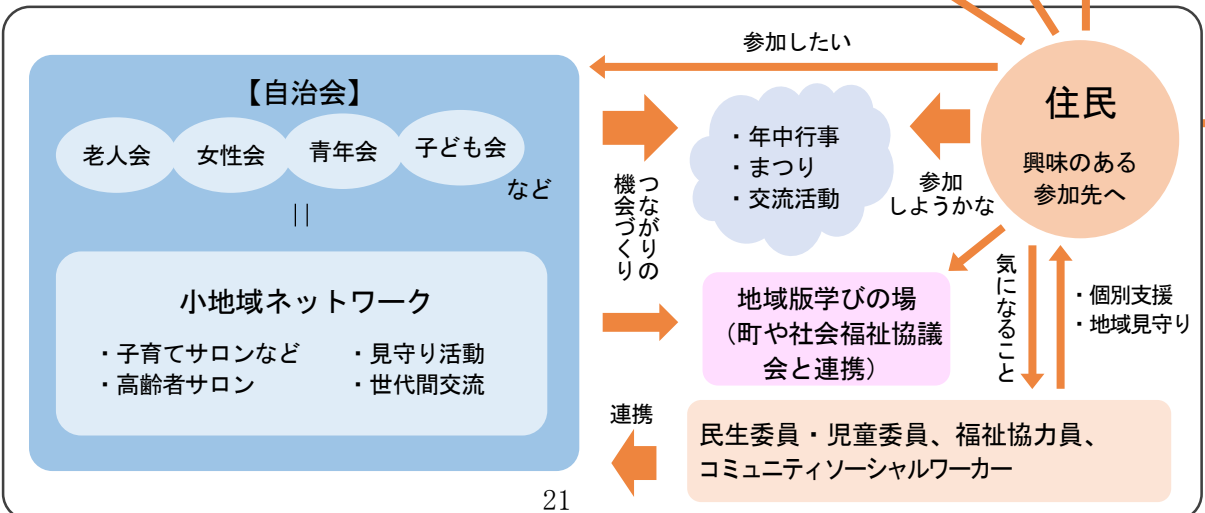 参加したい
【自治会】
老人会
女性会
青年会
子ども会
など
||
小地域ネットワーク
・子育てサロンなど
・見守り活動
・高齢者サロン
・世代間交流
つながりの
機会づくり
・年中行事
・まつり
・交流活動
参加
しようかな
住民
興味のある
参加先へ
地域版学びの場
（町や社会福祉協議
会と連携）
気になること
・個別支援
・地域見守り
連携
民生委員・児童委員、福祉協力員、
コミュニティソーシャルワーカー
21